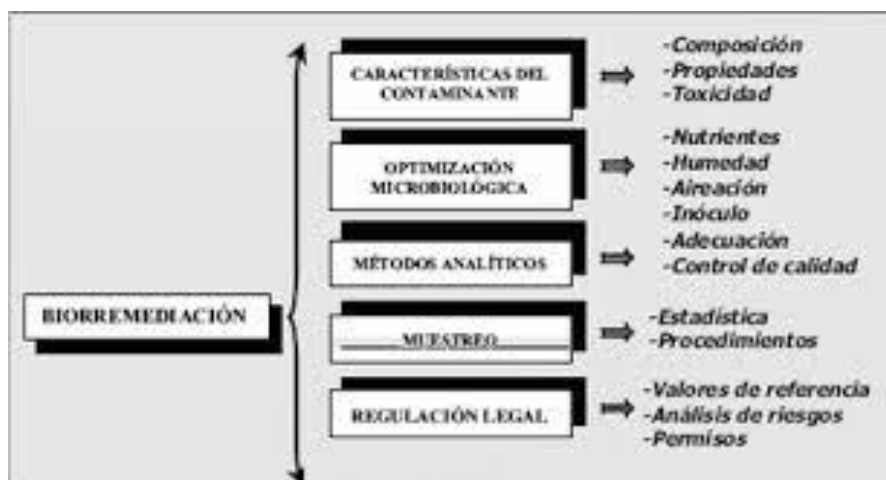 CARACTERÍSTICAS DEL
CONTAMINANTE
-Composición
-Propiedades
-Toxicidad
OPTIMIZACIÓN
MICROBIOLÓGICA
-Nutrientes
-Humedad
-Aireación
-Inóculo
MÉTODOS ANALÍTICOS
-Adecuación
-Control de calidad
BIORREMEDIACIÓN
MUESTREO
-Estadística
-Procedimientos
REGULACIÓN LEGAL
-Valores de referencia
-Análisis de riesgos
-Permisos